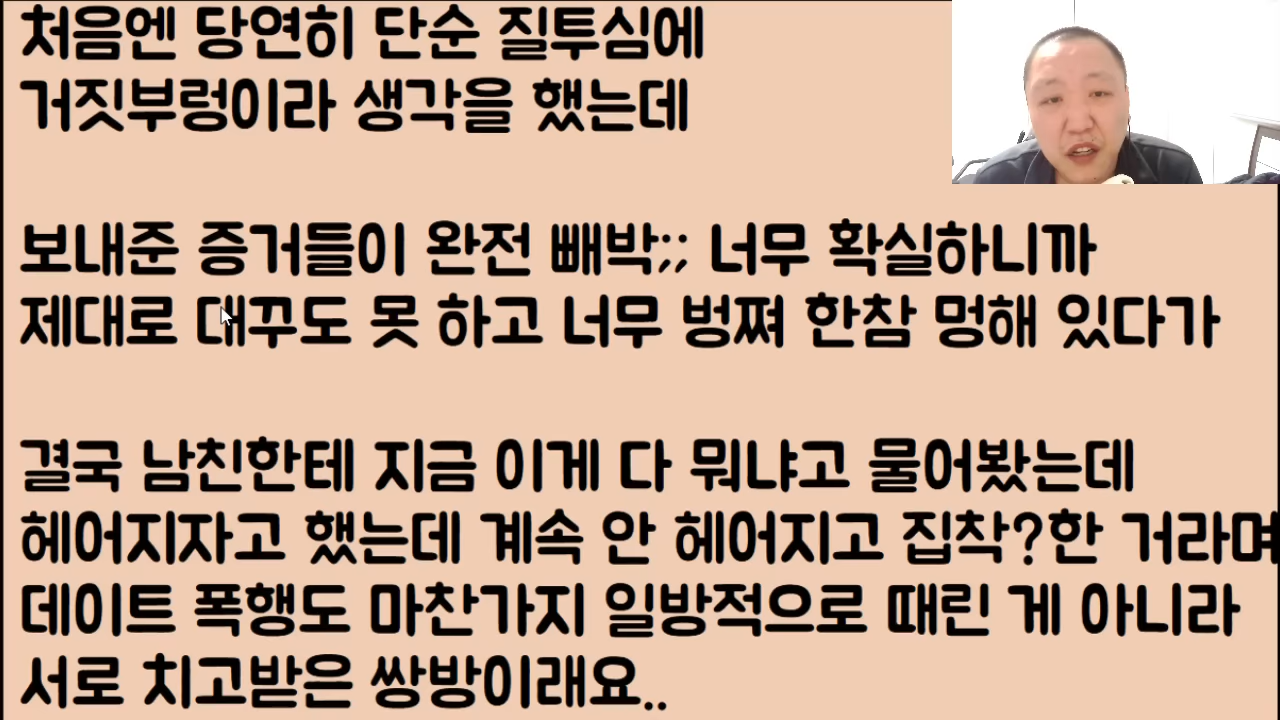 처음엔 당연히 단순 질투심에
거짓부렁이라 생각을 했는데
보내준 증거들이 완전 빼박;; 너무 확실하니까
제대로 대꾸도 못 하고 너무 벙쪄 한참 멍해 있다가
결국 남친한테 지금 이게 다 뭐냐고 물어봤는데
헤어지자고 했는데 계속 안 헤어지고 집착?한 거라며
데이트 폭행도 마찬가지 일방적으로 때린 게 아니라
서로 치고받은 쌍방이래요..